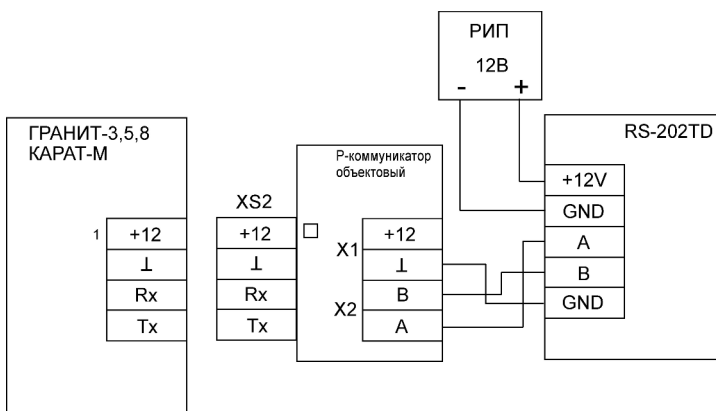 РИП
12В
- +
ГРАНИТ-3,5,8
КАРАТ-М
1
+12
⊥
Rx
Tx
XS2
+12
⊥
Rx
Tx
Р-коммуникатор
объектовый
X1
X2
+12
⊥
B
A
RS-202TD
+12V
GND
A
B
GND